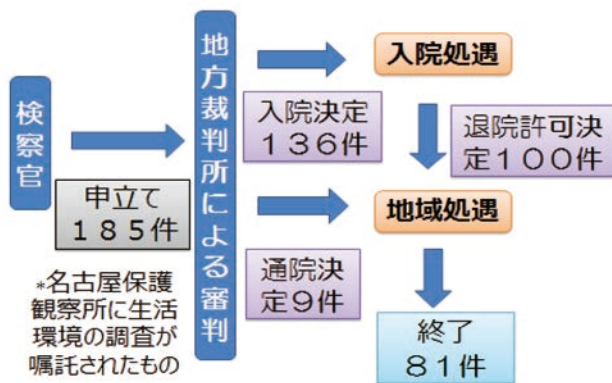 検察官
申立て
１８５件
*名古屋保護
観察所に生活
環境の調査が
嘱託されたもの
地方裁判所による審判
入院決定
１３６件
通院決
定９件
入院処遇
退院許可決
定１００件
地域処遇
終了
８１件